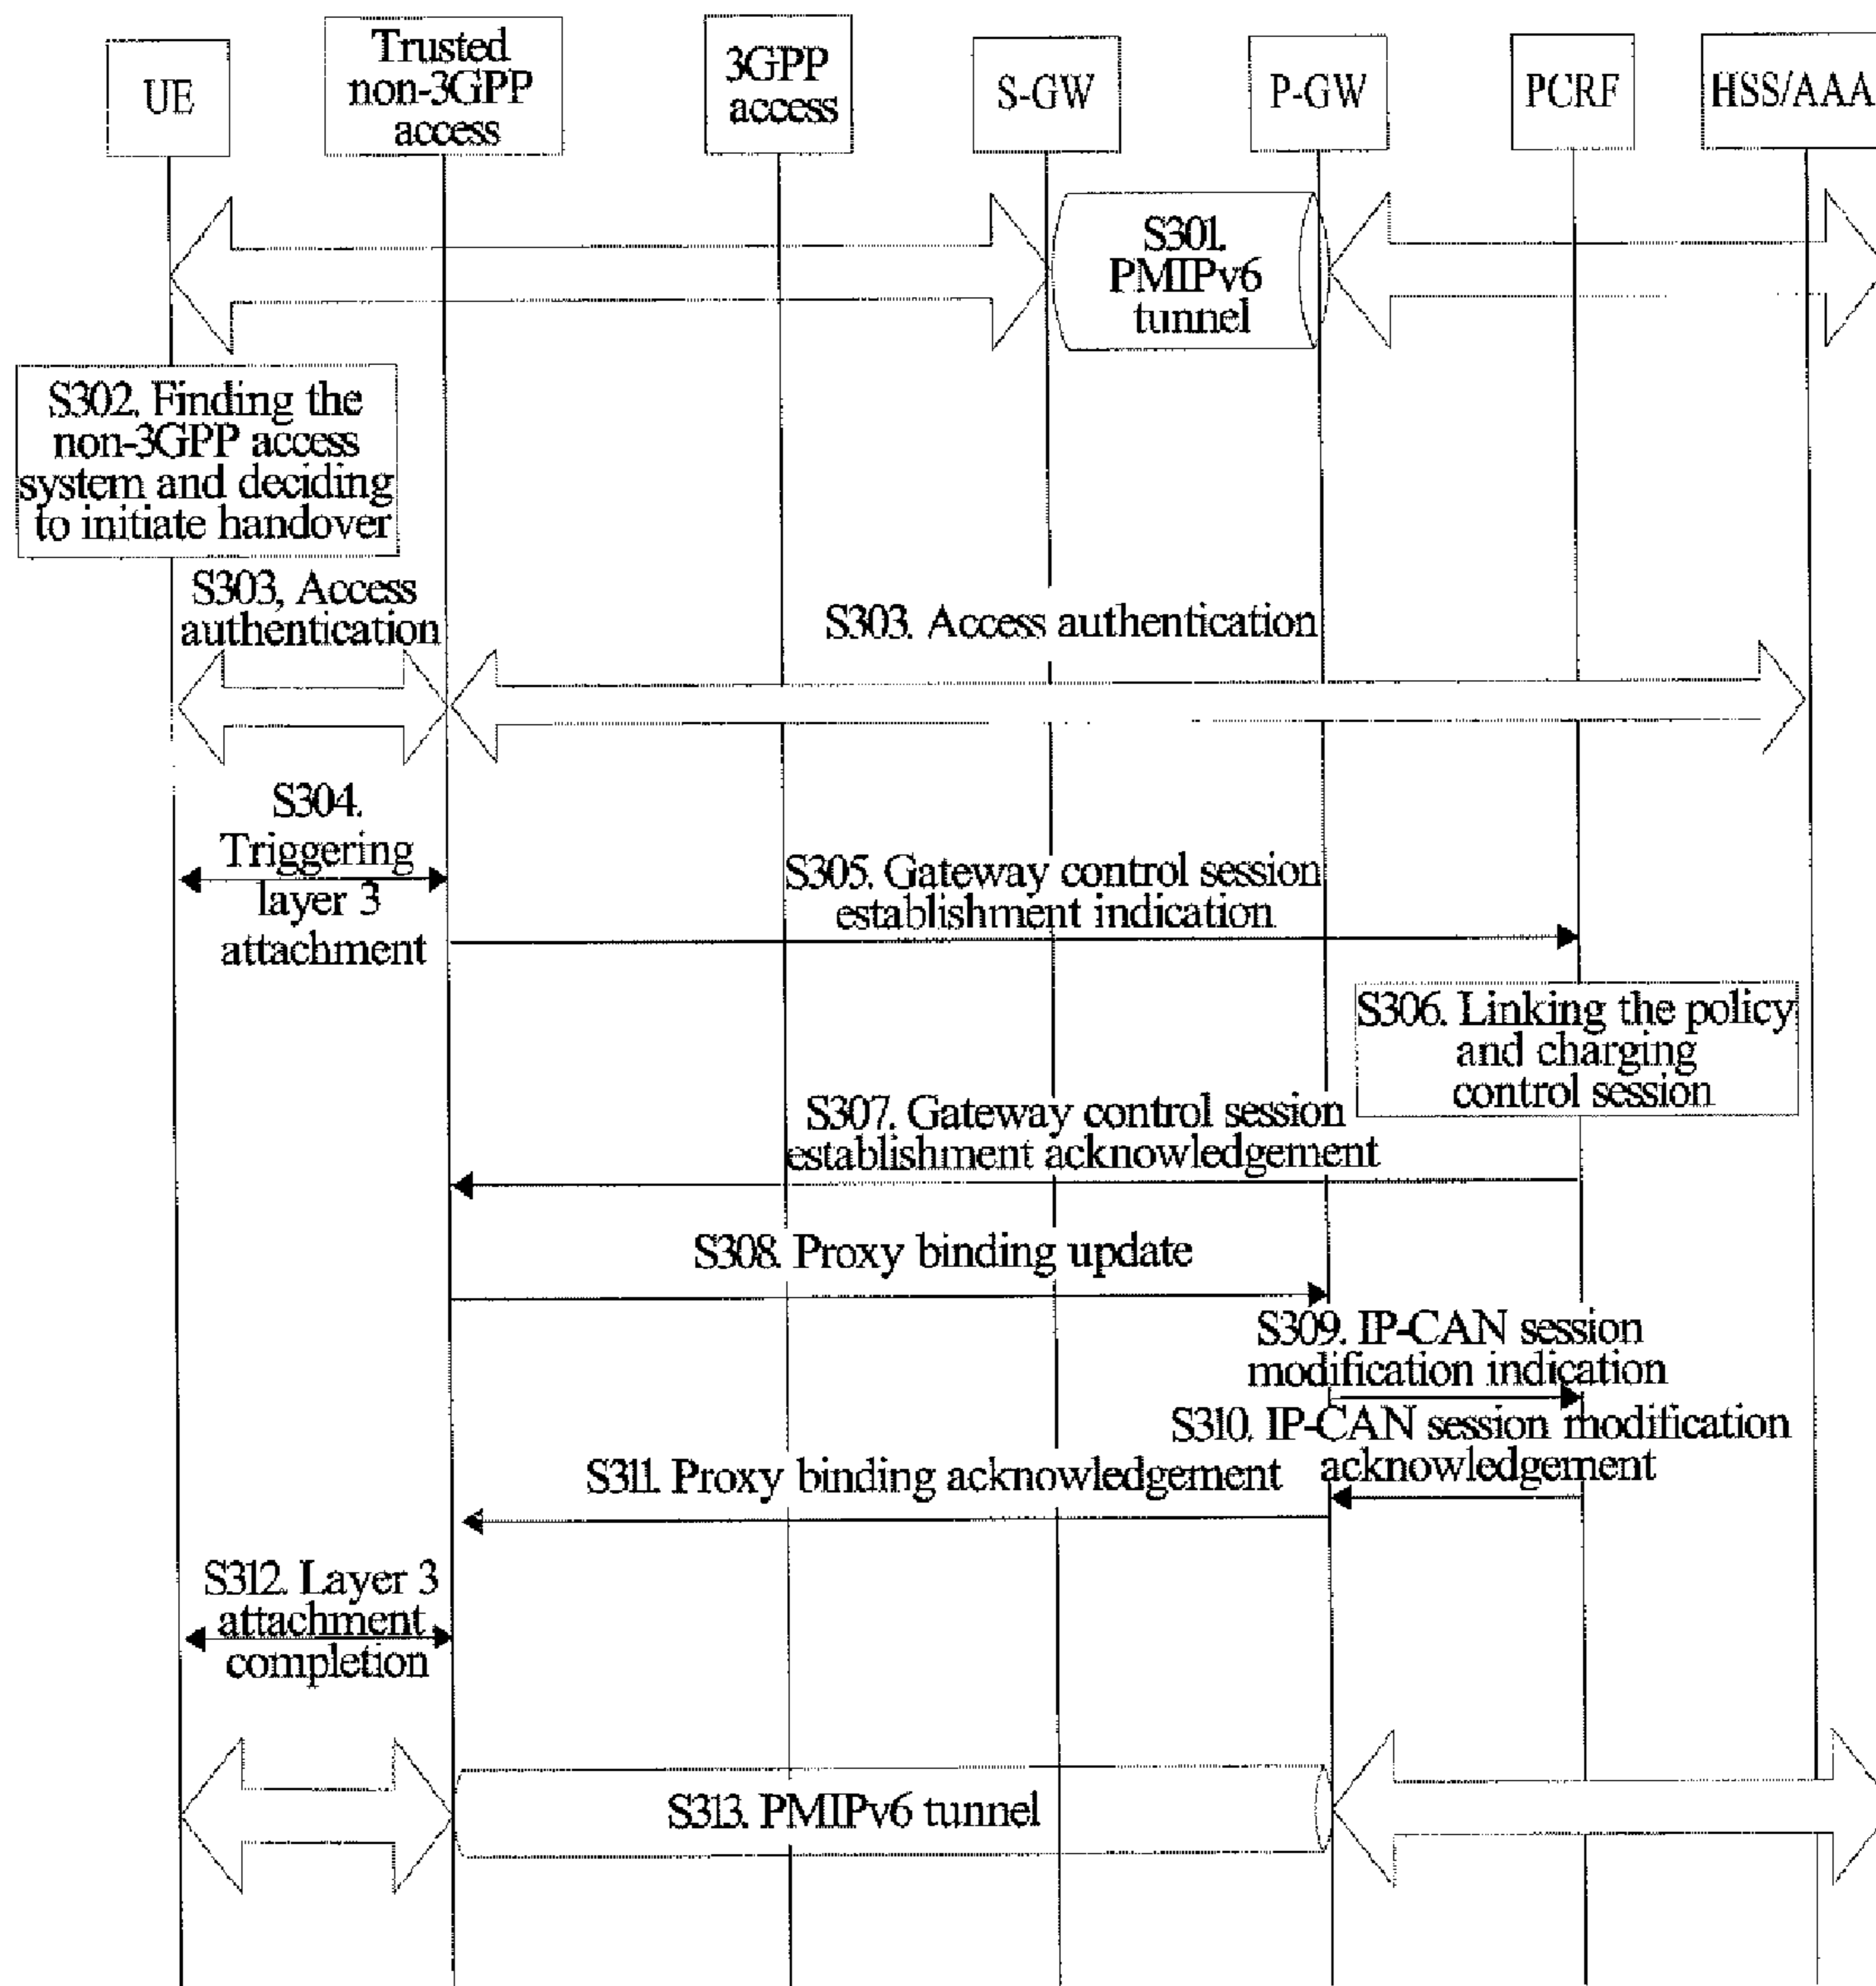 UE
Trusted
non-3GPP
access
3GPP
access
S-GW
P-GW
PCRF
HSS/AAA
S301.
PMIPv6
tunnel
S302. Finding the
non-3GPP access
system and deciding
to initiate handover
S303, Access
authentication
S303. Access authentication
S304.
Triggering
layer 3
attachment
S305. Gateway control session
establishment indication
S306. Linking the policy
and charging
control session
S307. Gateway control session
establishment acknowledgement
S308. Proxy binding update
S309. IP-CAN session
modification indication
S310. IP-CAN session modification
acknowledgement
S311. Proxy binding acknowledgement
S312. Layer 3
attachment
completion
S313. PMIPv6 tunnel